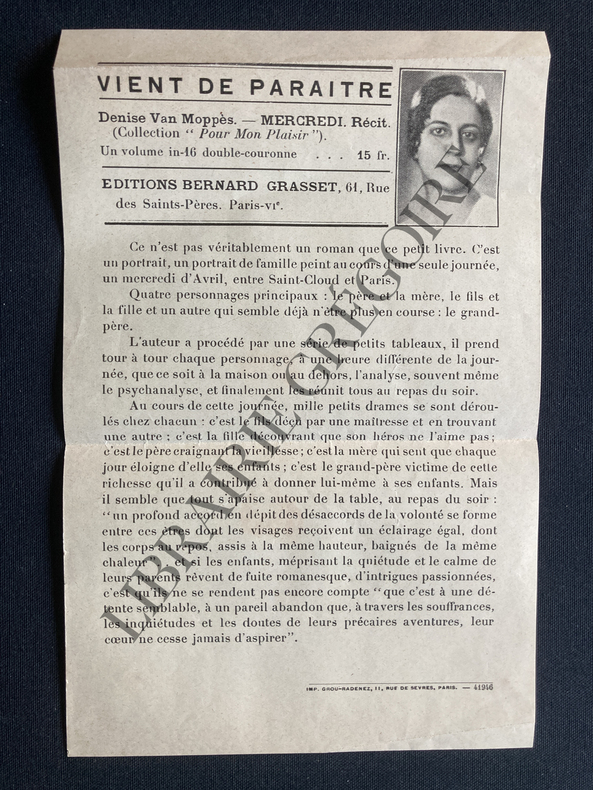 VIENT DE PARAITRE
Denise Van Moppès. — MERCREDI. Récit.
(Collection “ Pour Mon Plaisir ”).
Un volume in-16 double-couronne . . . 15 fr.
EDITIONS BERNARD GRASSET, 61, Rue
des Saints-Pères. Paris-VIᵉ.
Ce n'est pas véritablement un roman que ce petit livre. C'est
un portrait, un portrait de famille peint au cours d'une seule journée,
un mercredi d'Avril, entre Saint-Cloud et Paris.
Quatre personnages principaux : le père et la mère, le fils et
la fille et un autre qui semble déjà n'être plus en course : le grand-
père.
L'auteur a procédé par une série de petits tableaux, il prend
tour à tour chaque personnage, à une heure différente de la jour-
née, que ce soit à la maison ou au dehors, l'analyse, souvent même
le psychanalyse, et finalement les réunit tous au repas du soir.
Au cours de cette journée, mille petits drames se sont dérou-
lés chez chacun : c'est le fils déçu par une maîtresse et en trouvant
une autre ; c'est la fille découvrant que son héros ne l'aime pas ;
c'est le père craignant la vieillesse ; c'est la mère qui sent que chaque
jour éloigne d'elle ses enfants ; c'est le grand-père victime de cette
richesse qu'il a contribué à donner lui-même à ses enfants. Mais
il semble que tout s'apaise autour de la table, au repas du soir :
“ un profond accord en dépit des désaccords de la volonté se forme
entre ces êtres dont les visages reçoivent un éclairage égal, dont
les corps au repos, assis à la même hauteur, baignés de la même
chaleur ”. et si les enfants, méprisant la quiétude et le calme de
leurs parents rêvent de fuite romanesque, d'intrigues passionnées,
c'est qu'ils ne se rendent pas encore compte “ que c'est à une dé-
tente semblable, à un pareil abandon que, à travers les souffrances,
les inquiétudes et les doutes de leurs précaires aventures, leur
cœur ne cesse jamais d'aspirer”.
IMP. CROU-RADENEZ, 11, RUE DE SEVRES, PARIS. — 41946
LIBRAIRIE GRÉGOIRE